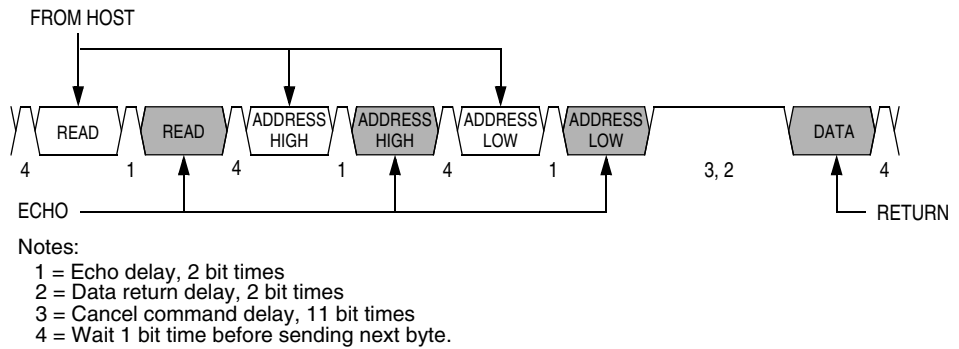 FROM HOST
READ READ ADDRESS HIGH ADDRESS HIGH ADDRESS LOW ADDRESS LOW DATA
4 1 4 1 4 1 3, 2 4
ECHO RETURN
Notes:
1 = Echo delay, 2 bit times
2 = Data return delay, 2 bit times
3 = Cancel command delay, 11 bit times
4 = Wait 1 bit time before sending next byte.